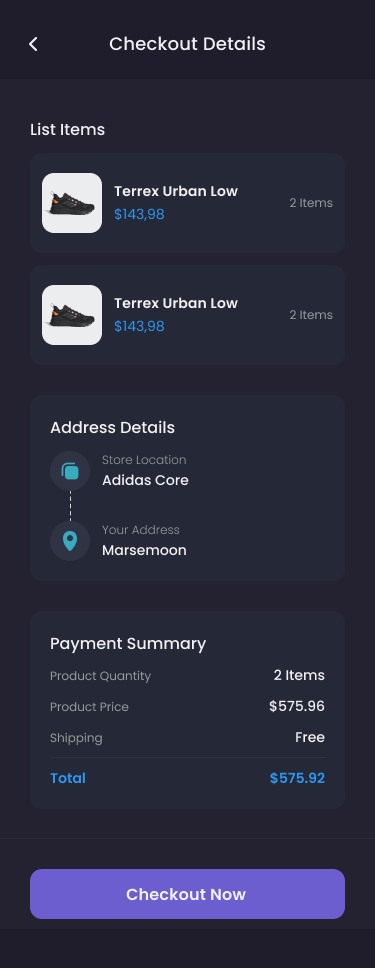 Checkout Details
List Items
Terrex Urban Low
$143,98
2 Items
Terrex Urban Low
$143,98
2 Items
Address Details
Store Location
Adidas Core
Your Address
Marsemoon
Payment Summary
Product Quantity 2 Items
Product Price $575.96
Shipping Free
Total $575.92
Checkout Now